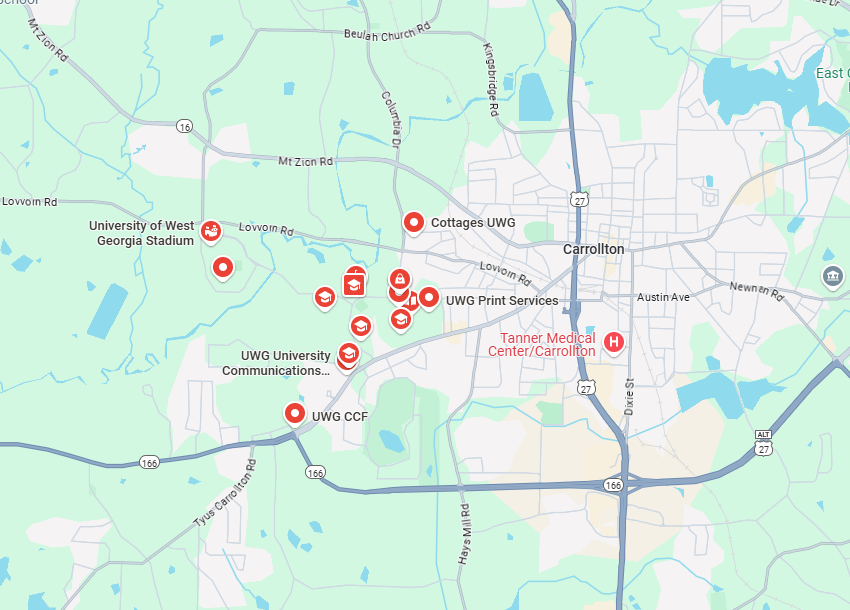 School
Mt Zion Rd
Beulah Church Rd
Kingsbridge Rd
East
Columbia Dr
16
Mt Zion Rd
27
Lovvorn Rd
University of West
Georgia Stadium
Lovvorn Rd
Cottages UWG
Carrollton
Lovvorn Rd
Newnan Rd
UWG Print Services
Austin Ave
Tanner Medical
Center/Carrollton
H
UWG University
Communications...
27
Dixie St
UWG CCF
ALT
27
166
166
166
Tyus Carrollton Rd
Hays Mill Rd